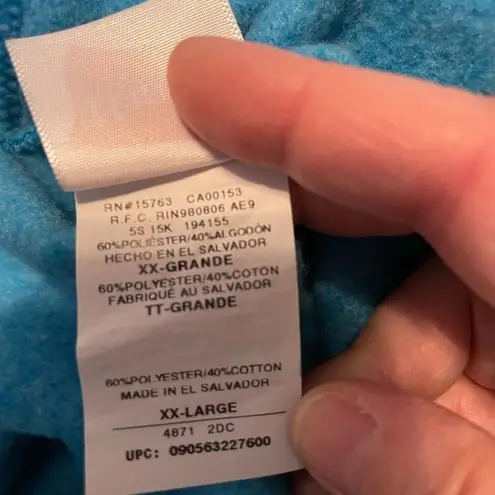 RN#15763 CA00153
R.F.C. RIN980806 AE9
5S 15K 194155
60%POLIÉSTER/40%ALGODÓN
HECHO EN EL SALVADOR
XX-GRANDE
60%POLYESTER/40%COTON
FABRIQUÉ AU SALVADOR
TT-GRANDE
60%POLYESTER/40%COTTON
MADE IN EL SALVADOR
XX-LARGE
4871 2DC
UPC: 090563227600